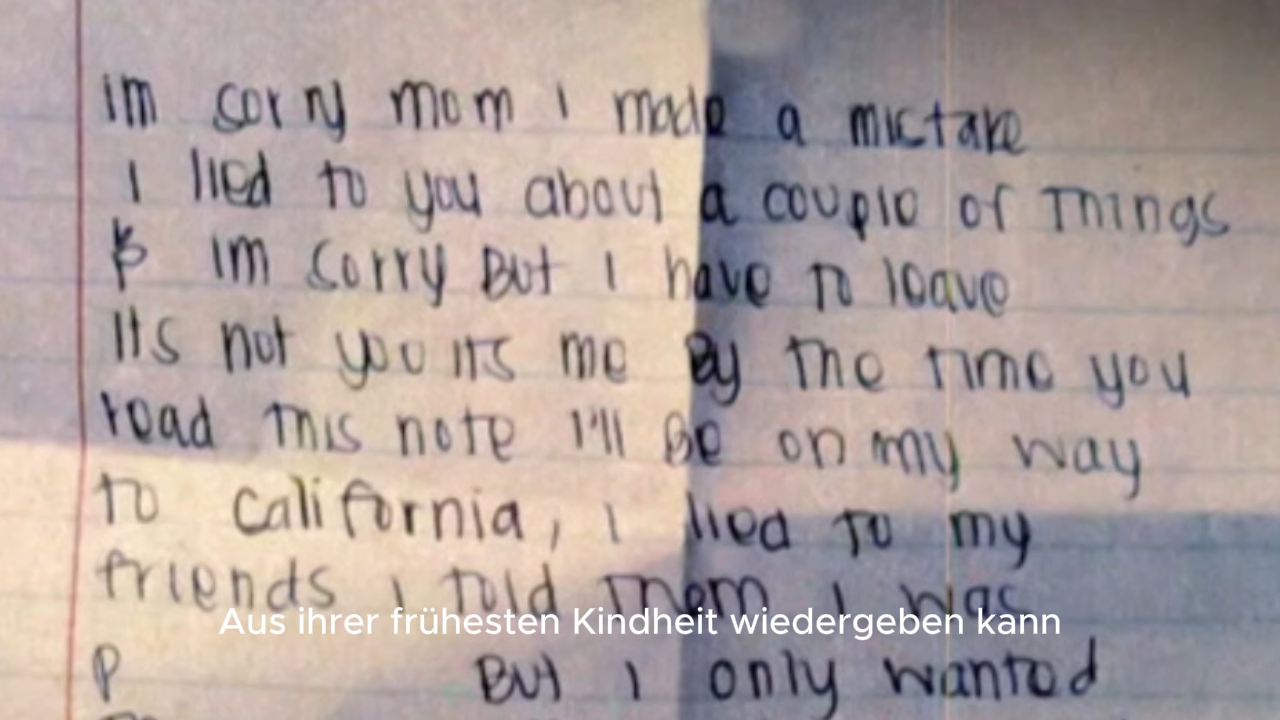 im sorry mom I made a mistake
I lied to you about a couple of things
im sorry But I have to leave
Its not you its me By the time you
read this note I'll Be on my way
to california, I lied to my
friends I told them I was
Aus ihrer frühesten Kindheit wiedergeben kann
P But I only wanted